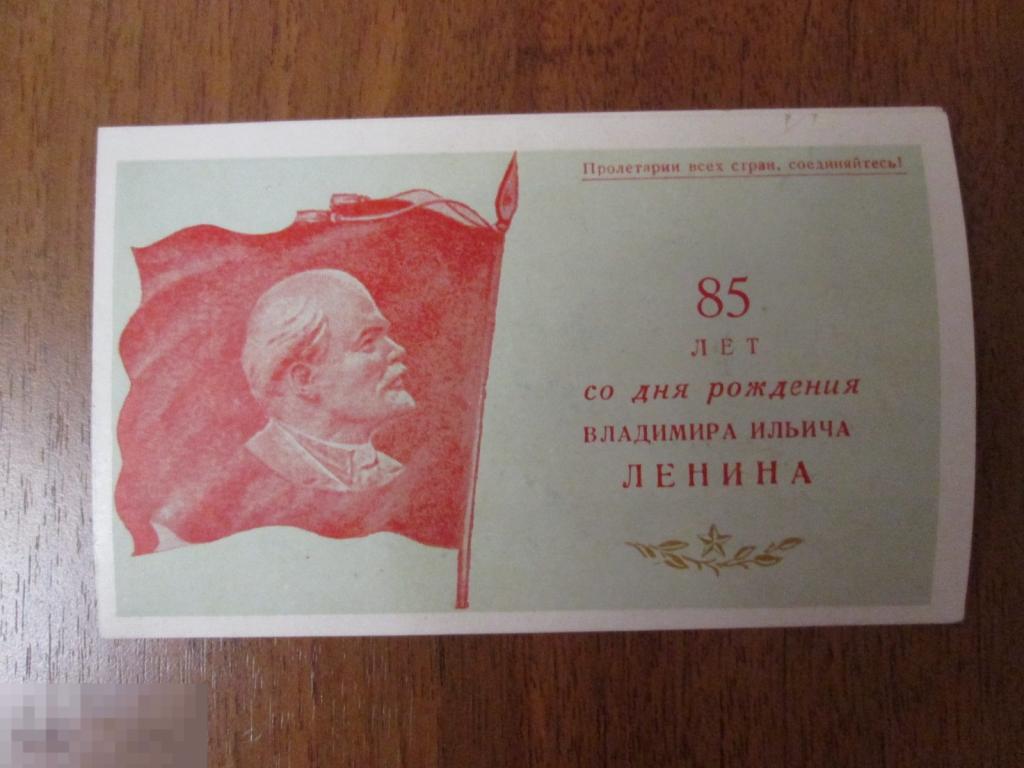 Пролетарии всех стран, соединяйтесь!
85
ЛЕТ
со дня рождения
ВЛАДИМИРА ИЛЬИЧА
ЛЕНИНА